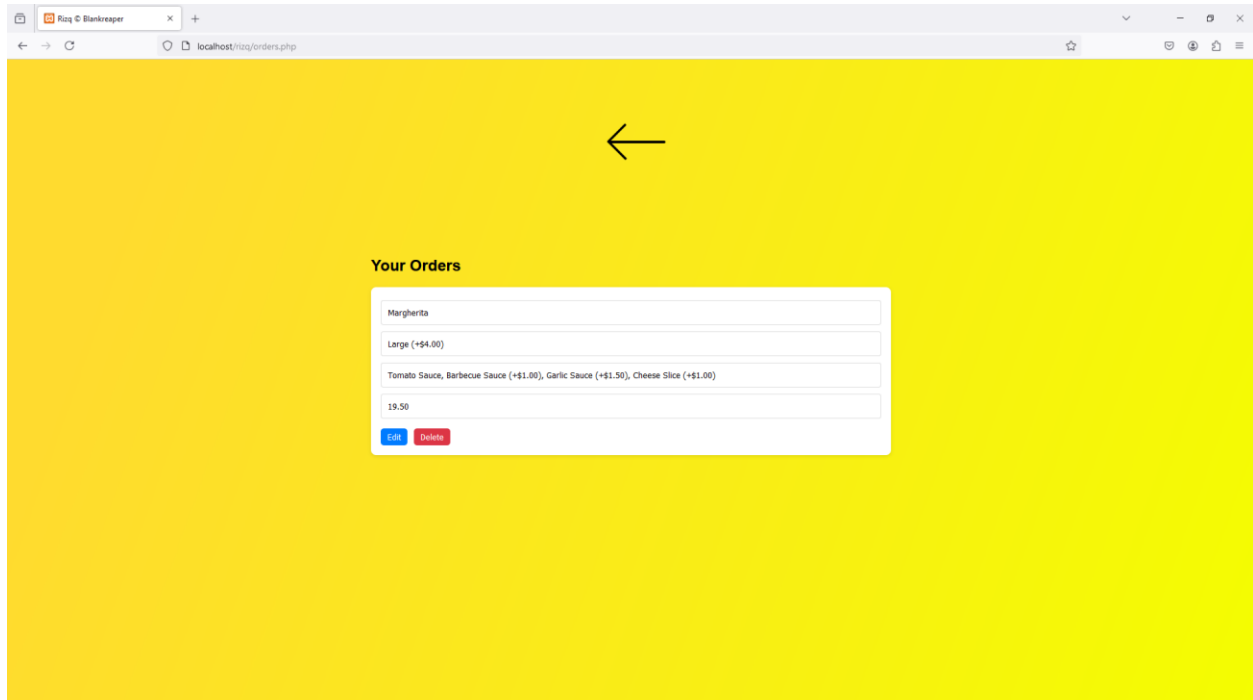 Rizq © Blankreaper
localhost/rizq/orders.php
Your Orders
Margherita
Large (+$4.00)
Tomato Sauce, Barbecue Sauce (+$1.00), Garlic Sauce (+$1.50), Cheese Slice (+$1.00)
19.50
Edit Delete